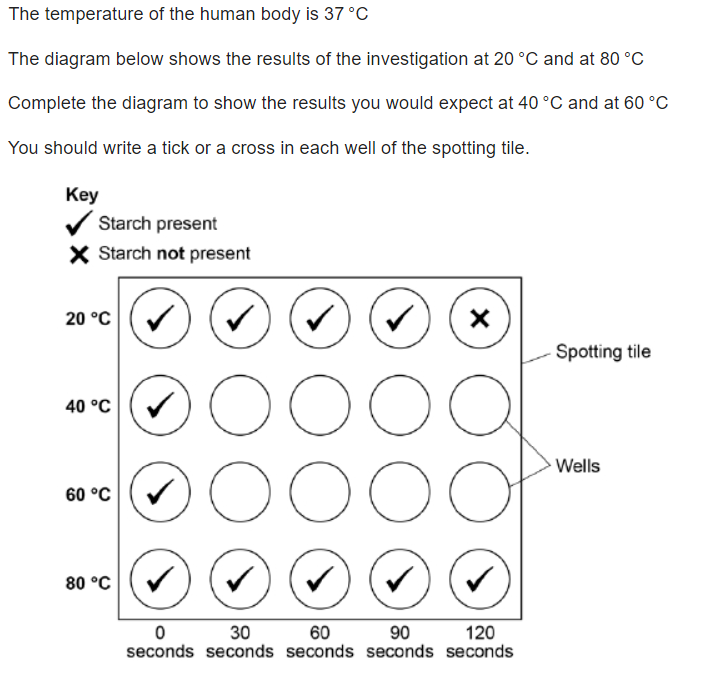 The temperature of the human body is 37 °C
The diagram below shows the results of the investigation at 20 °C and at 80 °C
Complete the diagram to show the results you would expect at 40 °C and at 60 °C
You should write a tick or a cross in each well of the spotting tile.
Key
✓ Starch present
✗ Starch not present
20 °C ✓ ✓ ✓ ✓ ✗
Spotting tile
40 °C ✓
Wells
60 °C ✓
80 °C ✓ ✓ ✓ ✓ ✓
0 30 60 90 120
seconds seconds seconds seconds seconds